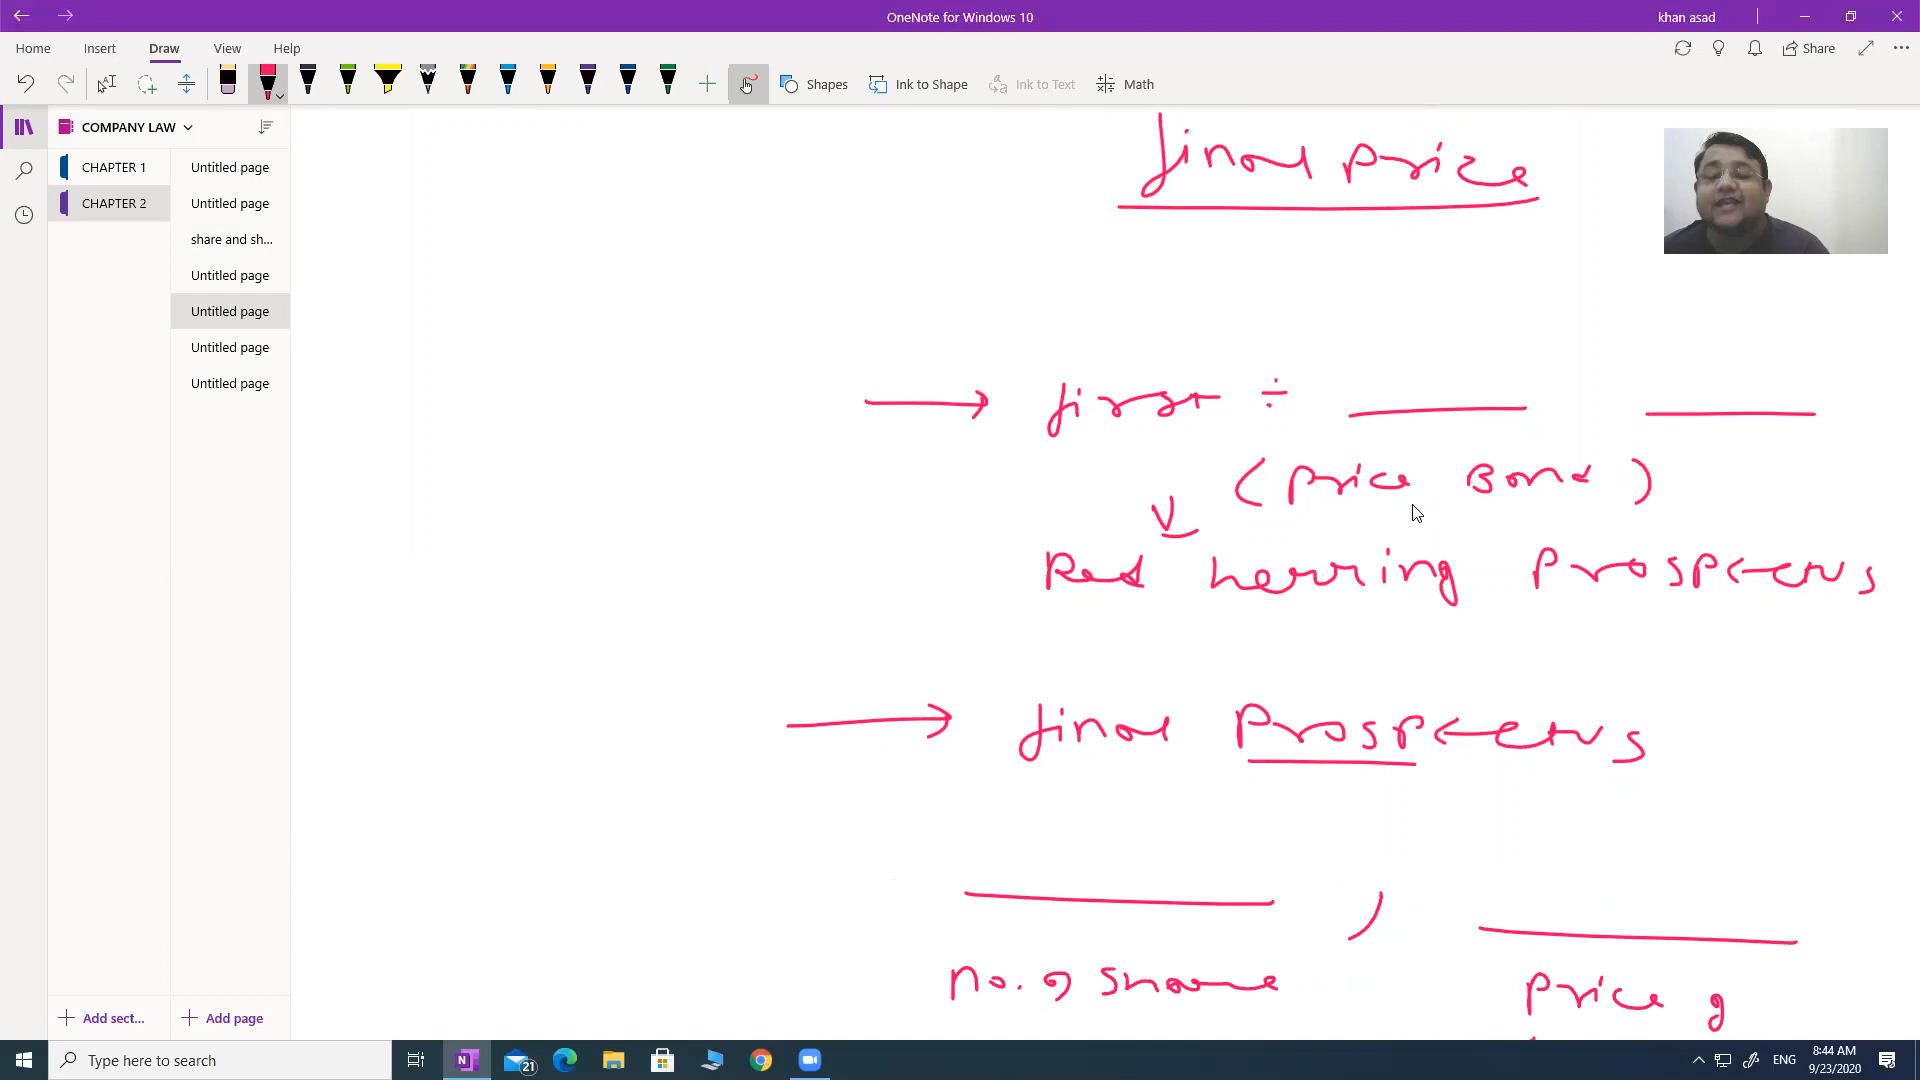 OneNote for Windows 10
khan asad
Home Insert Draw View Help
Share
Shapes Ink to Shape Ink to Text Math
COMPANY LAW
CHAPTER 1
CHAPTER 2
Untitled page
Untitled page
share and sh...
Untitled page
Untitled page
Untitled page
Untitled page
final price
first ÷
(Price Band)
Red herring Prospectus
final Prospectus
,
no. of share
Price of
Add sect...
Add page
Type here to search
N
21
ENG
8:44 AM
9/23/2020